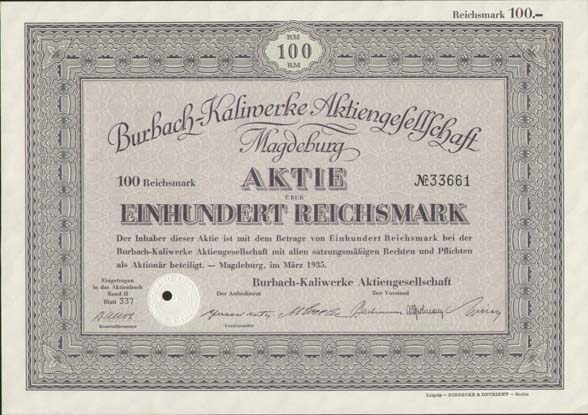 Reichsmark 100,—
RM
100
RM
Burbach-Kaliwerke Aktiengesellschaft
Magdeburg
100 Reichsmark AKTIE № 33661
ÜBER
EINHUNDERT REICHSMARK
Der Inhaber dieser Aktie ist mit dem Betrage von Einhundert Reichsmark bei der
Burbach-Kaliwerke Aktiengesellschaft mit allen satzungsmäßigen Rechten und Pflichten
als Aktionär beteiligt. — Magdeburg, im März 1935.
Eingetragen
in das Aktienbuch
Band II
Blatt 337
Kontrollbeamter
Burbach-Kaliwerke Aktiengesellschaft
Der Aufsichtsrat Der Vorstand
Vorsitzender
Leipzig — GIESECKE & DEVRIENT — Berlin